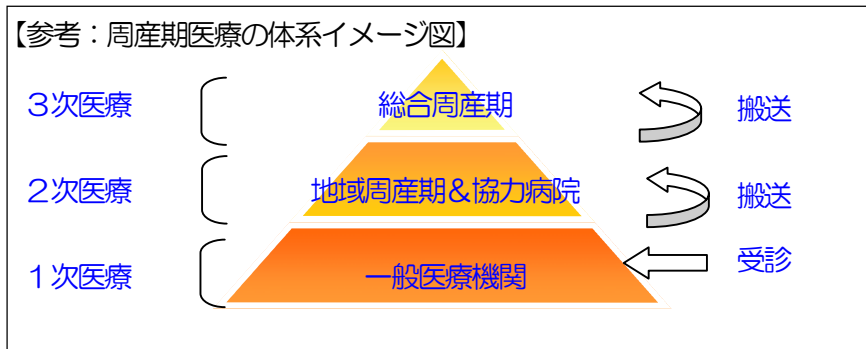 【参考：周産期医療の体系イメージ図】
３次医療 総合周産期 搬送
２次医療 地域周産期＆協力病院 搬送
１次医療 一般医療機関 受診